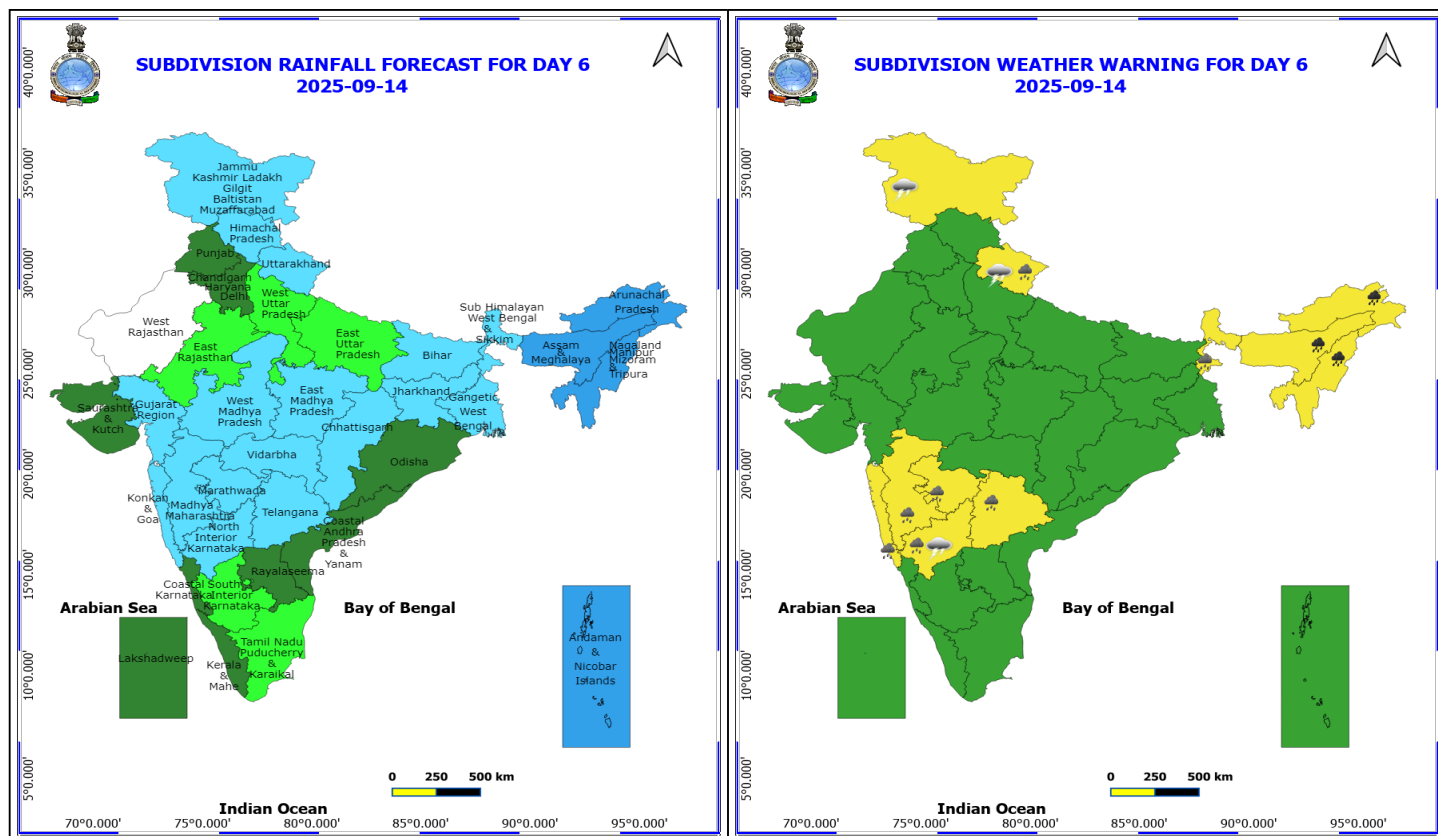 SUBDIVISION RAINFALL FORECAST FOR DAY 6
2025-09-14
40°0.000'
35°0.000'
30°0.000'
25°0.000'
20°0.000'
15°0.000'
10°0.000'
5°0.000'
Jammu
Kashmir Ladakh
Gilgit
Baltistan
Muzaffarabad
Himachal
Pradesh
Punjab
Uttarakhand
Chandigarh
Haryana
Delhi
West
Uttar
Pradesh
West
Rajasthan
East
Rajasthan
East
Uttar
Pradesh
Sub Himalayan
West Bengal
&
Sikkim
Arunachal
Pradesh
Assam
&
Meghalaya
Nagaland
Manipur
Mizoram
&
Tripura
Bihar
Saurashtra
&
Kutch
Gujarat
Region
West
Madhya
Pradesh
East
Madhya
Pradesh
Jharkhand
Gangetic
West
Bengal
Chhattisgarh
Vidarbha
Odisha
Konkan
&
Goa
Marathwada
Madhya
Maharashtra
North
Interior
Karnataka
Telangana
Coastal
Andhra
Pradesh
&
Yanam
Rayalaseema
Coastal
Karnataka
South
Interior
Karnataka
Arabian Sea
Bay of Bengal
Lakshadweep
Kerala
&
Mahe
Tamil Nadu
Puducherry
&
Karaikal
Andaman
&
Nicobar
Islands
0 250 500 km
Indian Ocean
70°0.000' 75°0.000' 80°0.000' 85°0.000' 90°0.000' 95°0.000'
SUBDIVISION WEATHER WARNING FOR DAY 6
2025-09-14
40°0.000'
35°0.000'
30°0.000'
25°0.000'
20°0.000'
15°0.000'
10°0.000'
5°0.000'
Arabian Sea
Bay of Bengal
0 250 500 km
Indian Ocean
70°0.000' 75°0.000' 80°0.000' 85°0.000' 90°0.000' 95°0.000'